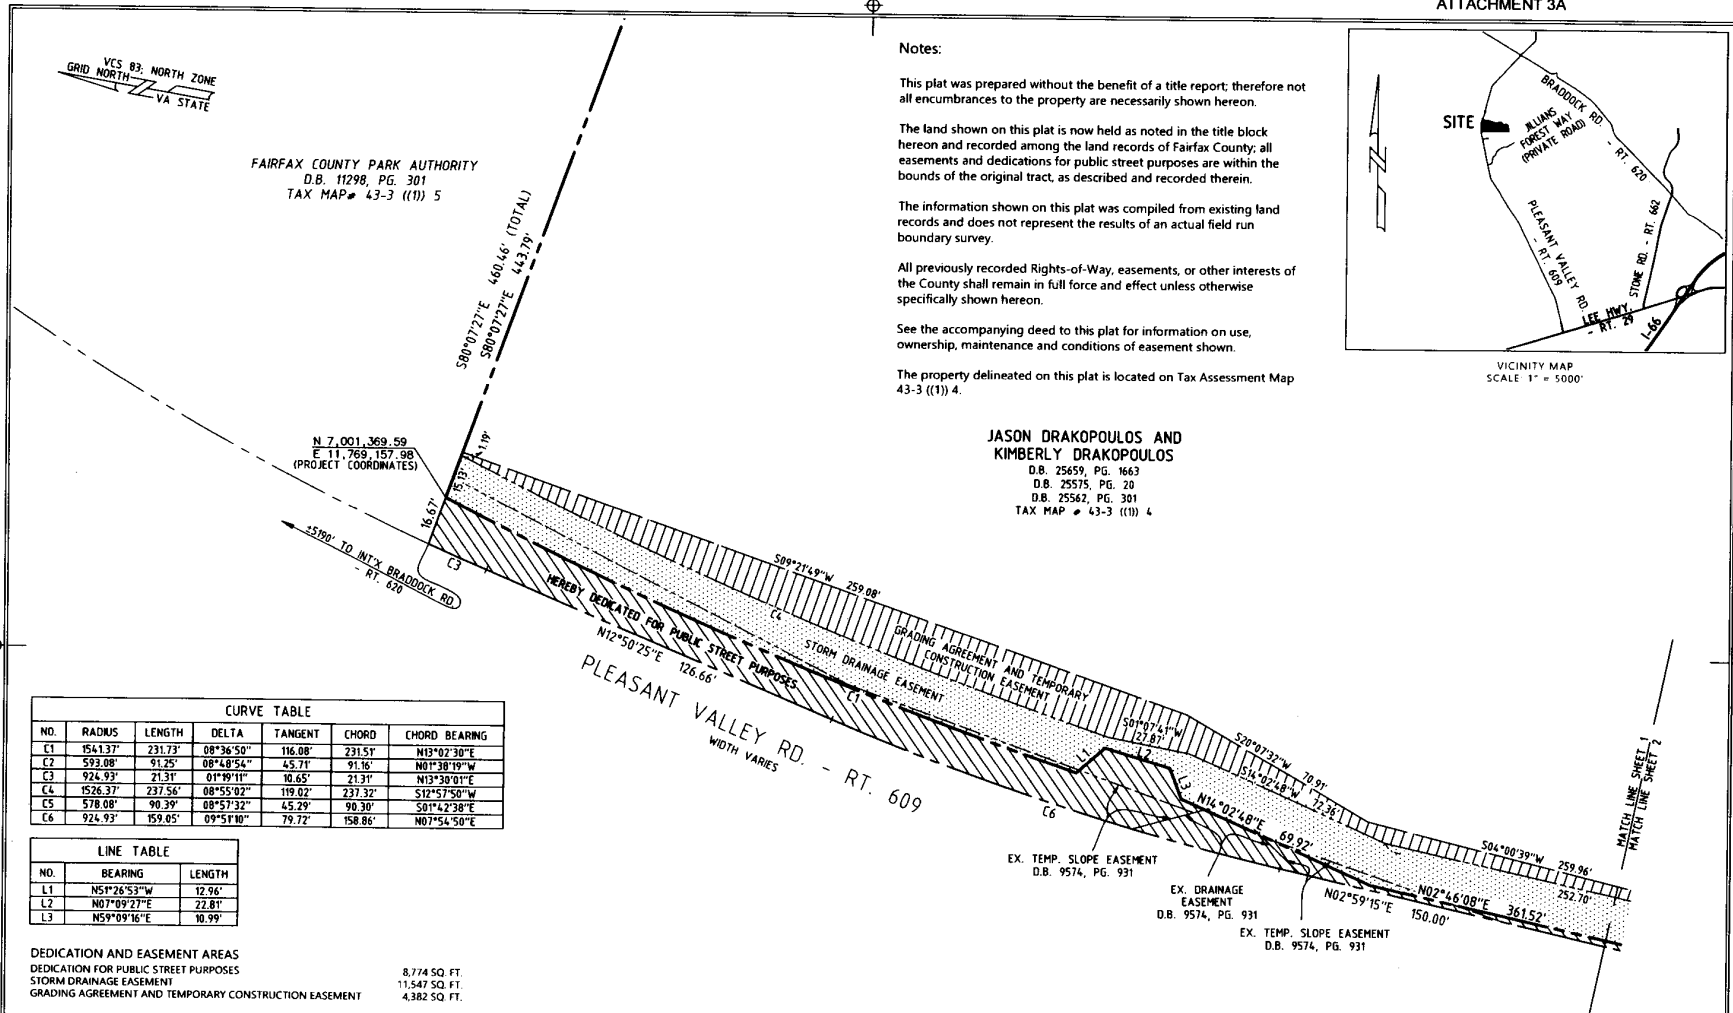 ATTACHMENT 3A
VCS 83; NORTH ZONE
GRID NORTH
VA STATE
FAIRFAX COUNTY PARK AUTHORITY
D.B. 11298, PG. 301
TAX MAP# 43-3 ((1)) 5
S80°07'27"E 460.46' (TOTAL)
S80°07'27"E 443.79'
Notes:
This plat was prepared without the benefit of a title report; therefore not
all encumbrances to the property are necessarily shown hereon.
The land shown on this plat is now held as noted in the title block
hereon and recorded among the land records of Fairfax County; all
easements and dedications for public street purposes are within the
bounds of the original tract, as described and recorded therein.
The information shown on this plat was compiled from existing land
records and does not represent the results of an actual field run
boundary survey.
All previously recorded Rights-of-Way, easements, or other interests of
the County shall remain in full force and effect unless otherwise
specifically shown hereon.
See the accompanying deed to this plat for information on use,
ownership, maintenance and conditions of easement shown.
The property delineated on this plat is located on Tax Assessment Map
43-3 ((1)) 4.
SITE
BRADDOCK RD. - RT. 620
JILLIANS
FOREST WAY
(PRIVATE ROAD)
PLEASANT VALLEY RD.
- RT. 609
STONE RD. - RT. 662
LEE HWY.
- RT. 29
I-66
VICINITY MAP
SCALE: 1" = 5000'
JASON DRAKOPOULOS AND
KIMBERLY DRAKOPOULOS
D.B. 25659, PG. 1663
D.B. 25575, PG. 20
D.B. 25562, PG. 301
TAX MAP # 43-3 ((1)) 4
N 7,001,369.59
E 11,769,157.98
(PROJECT COORDINATES)
1.19'
15.13'
16.67'
C3
±5190' TO INT'X BRADDOCK RD.
- RT. 620
S09°21'49"W 259.08'
C4
GRADING AGREEMENT AND TEMPORARY
CONSTRUCTION EASEMENT
STORM DRAINAGE EASEMENT
HEREBY DEDICATED FOR PUBLIC STREET PURPOSES
C1
N12°50'25"E 126.66'
PLEASANT VALLEY RD. - RT. 609
WIDTH VARIES
S01°07'41"W
27.87'
L1
L2
L3
S20°07'32"W 70.91'
S14°02'48"W 72.36'
N14°02'48"E 69.92'
C6
S04°00'39"W 259.96'
252.70'
N02°46'08"E 361.52'
N02°59'15"E 150.00'
MATCH LINE SHEET 1
MATCH LINE SHEET 2
EX. TEMP. SLOPE EASEMENT
D.B. 9574, PG. 931
EX. DRAINAGE
EASEMENT
D.B. 9574, PG. 931
EX. TEMP. SLOPE EASEMENT
D.B. 9574, PG. 931
CURVE TABLE
NO. RADIUS LENGTH DELTA TANGENT CHORD CHORD BEARING
C1 1541.37' 231.73' 08°36'50" 116.08' 231.51' N13°02'30"E
C2 593.08' 91.25' 08°48'54" 45.71' 91.16' N01°38'19"W
C3 924.93' 21.31' 01°19'11" 10.65' 21.31' N13°30'01"E
C4 1526.37' 237.56' 08°55'02" 119.02' 237.32' S12°57'50"W
C5 578.08' 90.39' 08°57'32" 45.29' 90.30' S01°42'38"E
C6 924.93' 159.05' 09°51'10" 79.72' 158.86' N07°54'50"E
LINE TABLE
NO. BEARING LENGTH
L1 N51°26'53"W 12.96'
L2 N07°09'27"E 22.81'
L3 N59°09'16"E 10.99'
DEDICATION AND EASEMENT AREAS
DEDICATION FOR PUBLIC STREET PURPOSES 8,774 SQ. FT.
STORM DRAINAGE EASEMENT 11,547 SQ. FT.
GRADING AGREEMENT AND TEMPORARY CONSTRUCTION EASEMENT 4,382 SQ. FT.